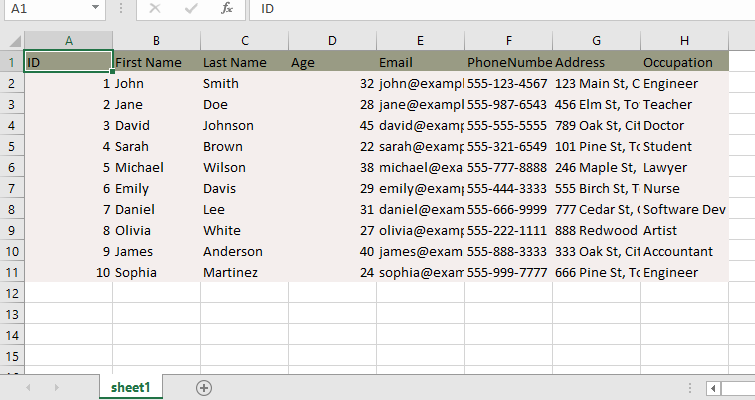 A1 fx ID
A B C D E F G H
1 ID First Name Last Name Age Email PhoneNumbe Address Occupation
2 1 John Smith 32 john@exampl 555-123-4567 123 Main St, C Engineer
3 2 Jane Doe 28 jane@examp 555-987-6543 456 Elm St, To Teacher
4 3 David Johnson 45 david@examp 555-555-5555 789 Oak St, Cit Doctor
5 4 Sarah Brown 22 sarah@examp 555-321-6549 101 Pine St, To Student
6 5 Michael Wilson 38 michael@exa 555-777-8888 246 Maple St, Lawyer
7 6 Emily Davis 29 emily@examp 555-444-3333 555 Birch St, T Nurse
8 7 Daniel Lee 31 daniel@exam 555-666-9999 777 Cedar St, Software Dev
9 8 Olivia White 27 olivia@examp 555-222-1111 888 Redwood Artist
10 9 James Anderson 40 james@exam 555-888-3333 333 Oak St, Cit Accountant
11 10 Sophia Martinez 24 sophia@exam 555-999-7777 666 Pine St, To Engineer
12
13
14
15
sheet1